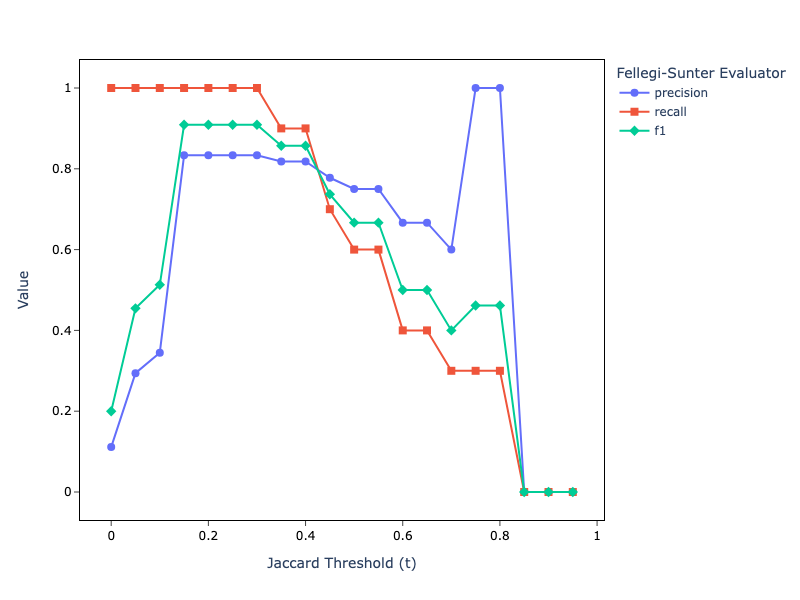 Fellegi-Sunter Evaluator
precision
recall
f1
1
0.8
0.6
0.4
0.2
0
Value
0
0.2
0.4
0.6
0.8
1
Jaccard Threshold (t)